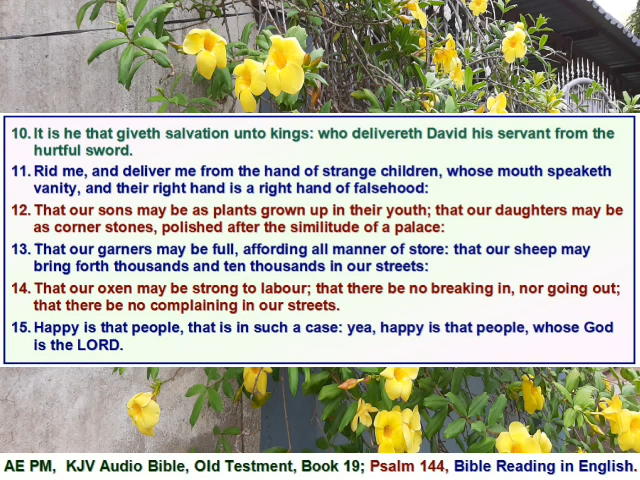 10. It is he that giveth salvation unto kings: who delivereth David his servant from the
hurtful sword.
11. Rid me, and deliver me from the hand of strange children, whose mouth speaketh
vanity, and their right hand is a right hand of falsehood:
12. That our sons may be as plants grown up in their youth; that our daughters may be
as corner stones, polished after the similitude of a palace:
13. That our garners may be full, affording all manner of store: that our sheep may
bring forth thousands and ten thousands in our streets:
14. That our oxen may be strong to labour; that there be no breaking in, nor going out;
that there be no complaining in our streets.
15. Happy is that people, that is in such a case: yea, happy is that people, whose God
is the LORD.
AE PM, KJV Audio Bible, Old Testment, Book 19; Psalm 144, Bible Reading in English.